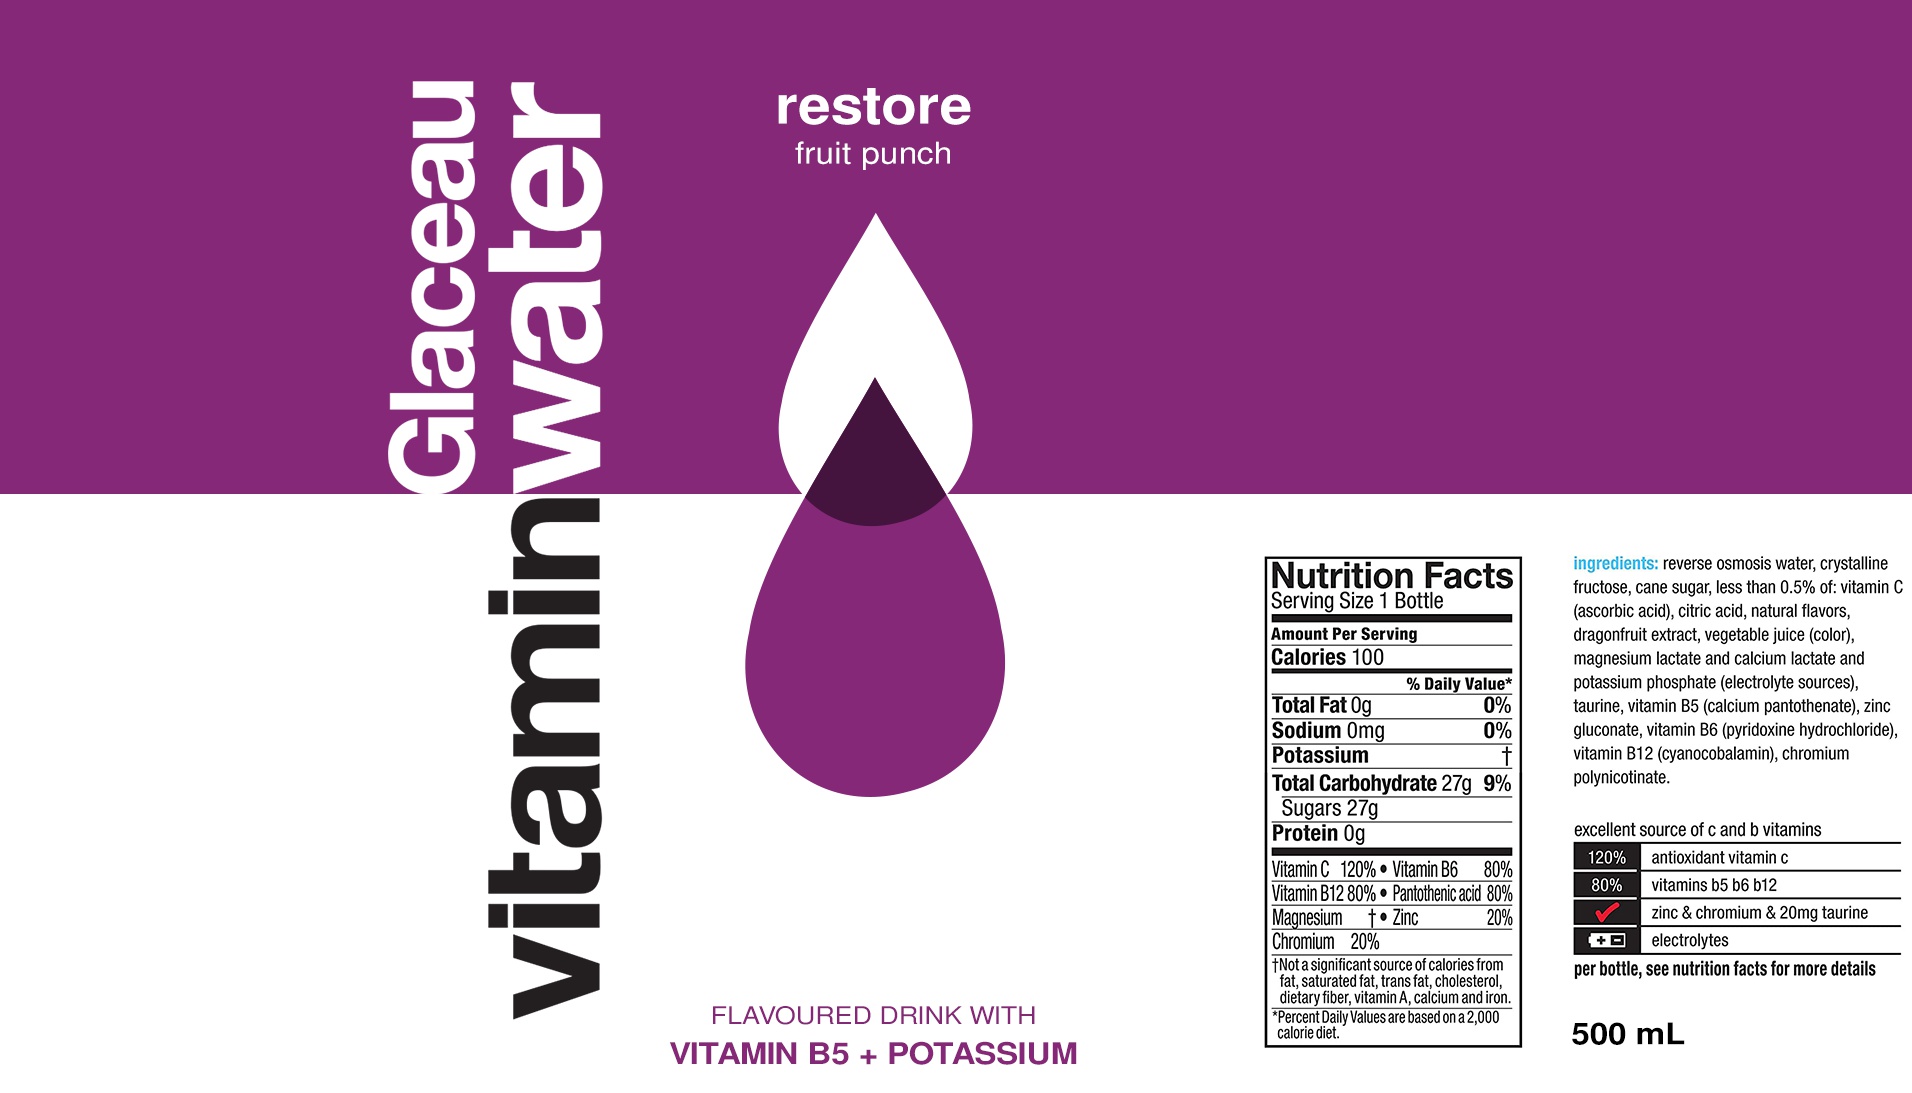 Glaceau
vitaminwater
restore
fruit punch
FLAVOURED DRINK WITH
VITAMIN B5 + POTASSIUM
Nutrition Facts
Serving Size 1 Bottle
Amount Per Serving
Calories 100
% Daily Value*
Total Fat 0g 0%
Sodium 0mg 0%
Potassium †
Total Carbohydrate 27g 9%
Sugars 27g
Protein 0g
Vitamin C 120% • Vitamin B6 80%
Vitamin B12 80% • Pantothenic acid 80%
Magnesium † • Zinc 20%
Chromium 20%
†Not a significant source of calories from
fat, saturated fat, trans fat, cholesterol,
dietary fiber, vitamin A, calcium and iron.
*Percent Daily Values are based on a 2,000
calorie diet.
ingredients: reverse osmosis water, crystalline
fructose, cane sugar, less than 0.5% of: vitamin C
(ascorbic acid), citric acid, natural flavors,
dragonfruit extract, vegetable juice (color),
magnesium lactate and calcium lactate and
potassium phosphate (electrolyte sources),
taurine, vitamin B5 (calcium pantothenate), zinc
gluconate, vitamin B6 (pyridoxine hydrochloride),
vitamin B12 (cyanocobalamin), chromium
polynicotinate.
excellent source of c and b vitamins
120% antioxidant vitamin c
80% vitamins b5 b6 b12
zinc & chromium & 20mg taurine
electrolytes
per bottle, see nutrition facts for more details
500 mL